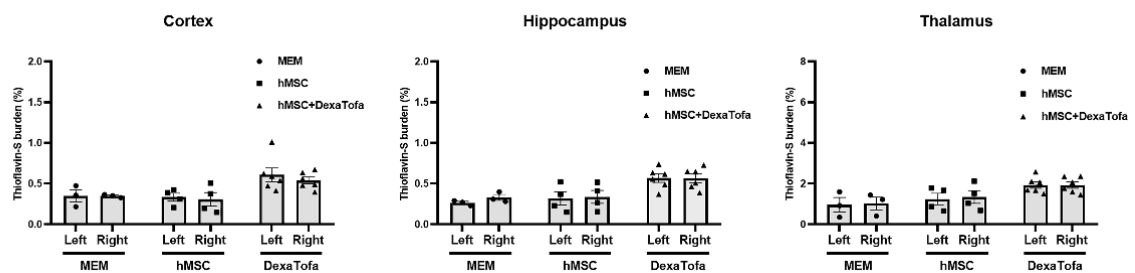 Cortex
Thioflavin-S burden (%)
2.0
1.5
1.0
0.5
0.0
MEM
hMSC
hMSC+DexaTofa
Left Right Left Right Left Right
MEM hMSC DexaTofa
Hippocampus
Thioflavin-S burden (%)
2.0
1.5
1.0
0.5
0.0
MEM
hMSC
hMSC+DexaTofa
Left Right Left Right Left Right
MEM hMSC DexaTofa
Thalamus
Thioflavin-S burden (%)
8
6
4
2
0
MEM
hMSC
hMSC+DexaTofa
Left Right Left Right Left Right
MEM hMSC DexaTofa